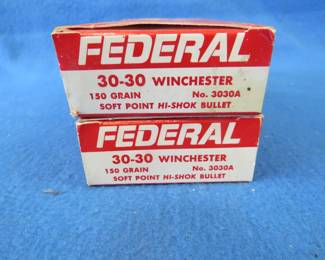 FEDERAL
30-30 WINCHESTER
150 GRAIN No. 3030A
SOFT POINT HI-SHOK BULLET
FEDERAL
30-30 WINCHESTER
150 GRAIN No. 3030A
SOFT POINT HI-SHOK BULLET